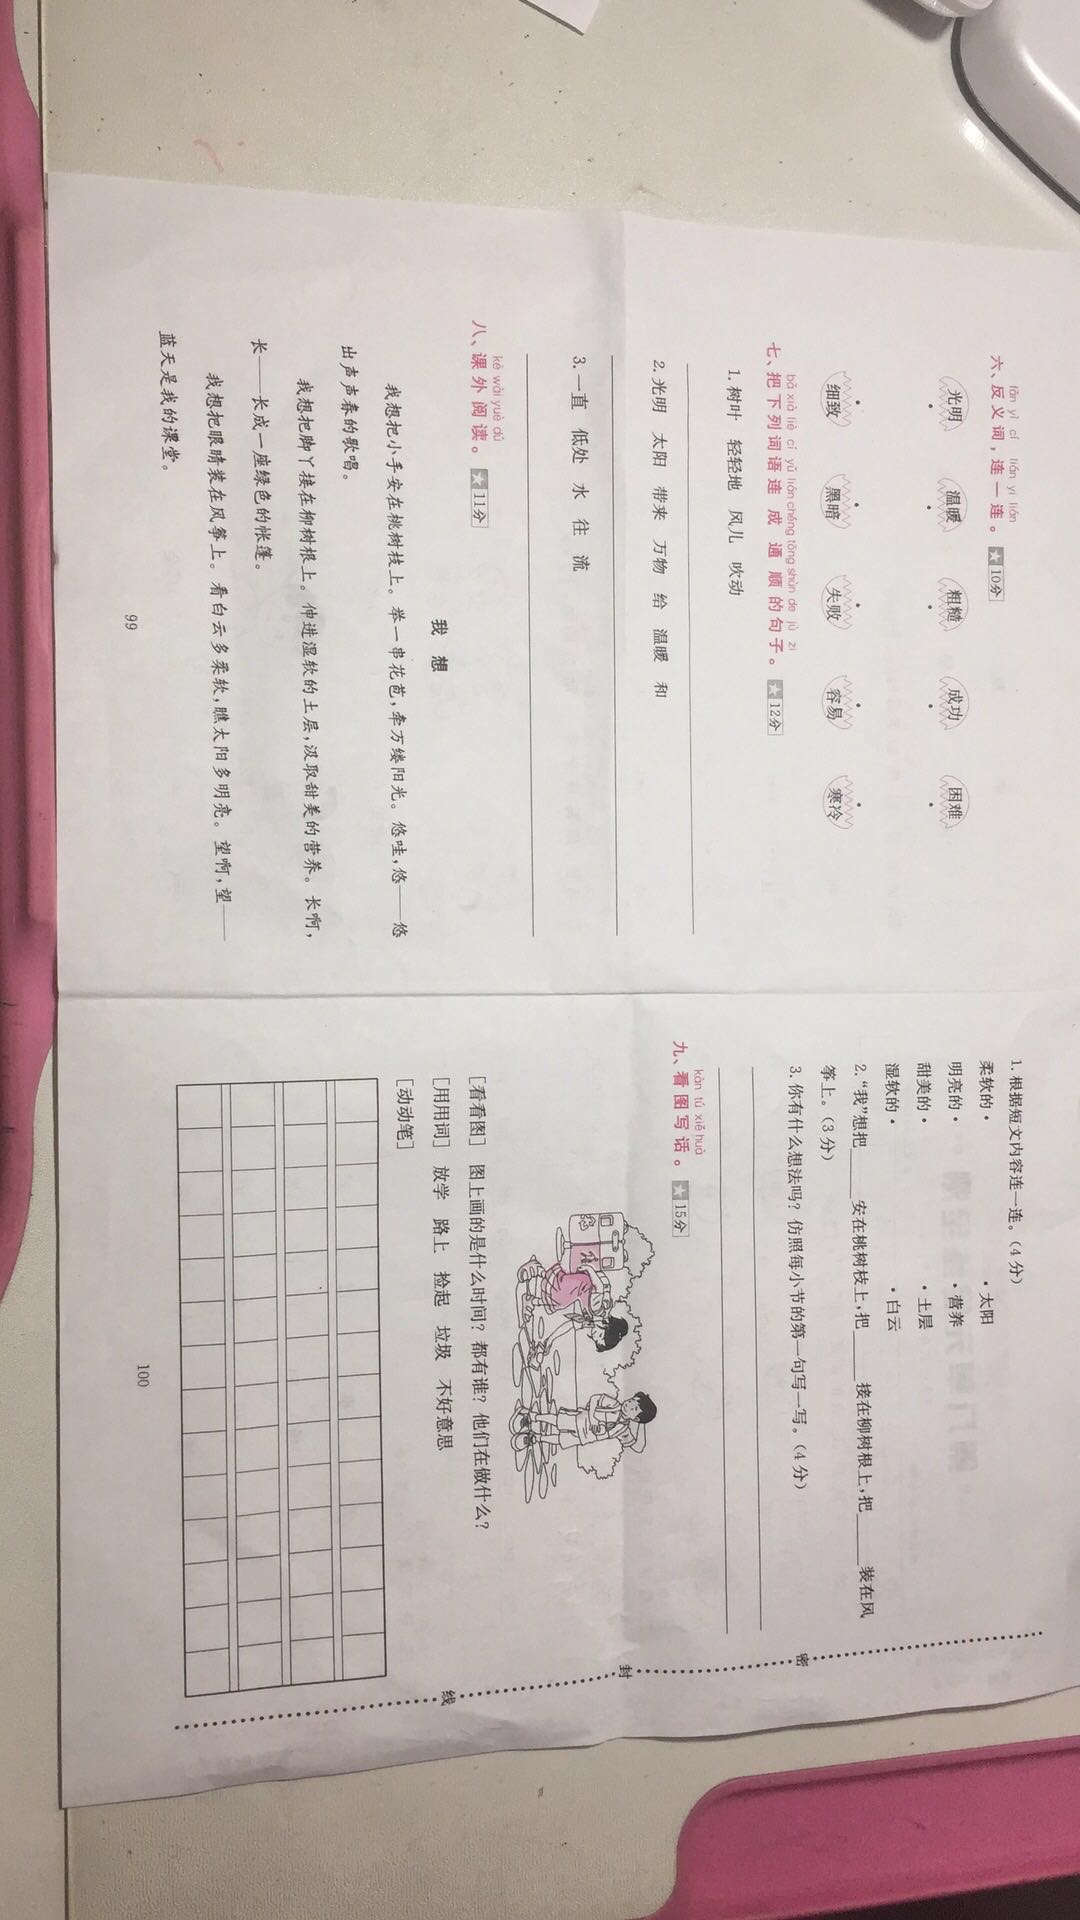 fǎn yì cí lián yi lián
六、反义词，连一连。★10分
光明 温暖 粗糙 成功 困难
细致 黑暗 失败 容易 寒冷
bǎ xià liè cí yǔ lián chéng tōng shùn de jù zi
七、把下列词语连成通顺的句子。★12分
1. 树叶 轻轻地 风儿 吹动
2. 光明 太阳 带来 万物 给 温暖 和
3. 一直 低处 水 往 流
kè wài yuè dú
八、课外阅读。★11分
我想
我想把小手安在桃树枝上。举一串花苞，牵万缕阳光。悠哇，悠——悠
出声声春的歌唱。
我想把脚丫接在柳树根上。伸进湿软的土层，汲取甜美的营养。长啊，
长——长成一座绿色的帐篷。
我想把眼睛装在风筝上。看白云多柔软，瞧太阳多明亮。望啊，望——
蓝天是我的课堂。
99
1. 根据短文内容连一连。(4分)
柔软的· ·太阳
明亮的· ·营养
甜美的· ·土层
湿软的· ·白云
2. “我”想把______安在桃树枝上，把______接在柳树根上，把______装在风
筝上。(3分)
3. 你有什么想法吗？仿照每小节的第一句写一写。(4分)
kàn tú xiě huà
九、看图写话。★15分
[看看图] 图上画的是什么时间？都有谁？他们在做什么？
[用用词] 放学 路上 捡起 垃圾 不好意思
[动动笔]
100
密
封
线